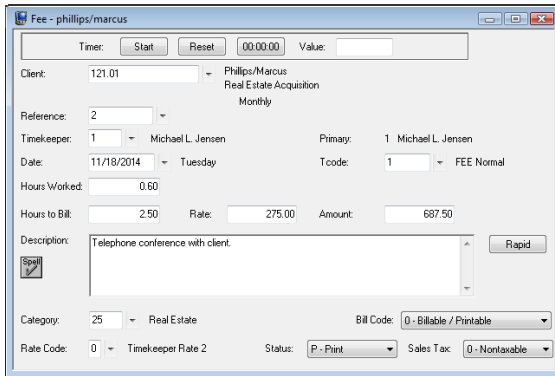 Fee - phillips/marcus
Timer: Start Reset 00:00:00 Value:
Client: 121.01 Phillips/Marcus
Real Estate Acquisition
Monthly
Reference: 2
Timekeeper: 1 Michael L. Jensen Primary: 1 Michael L. Jensen
Date: 11/18/2014 Tuesday Tcode: 1 FEE Normal
Hours Worked: 0.60
Hours to Bill: 2.50 Rate: 275.00 Amount: 687.50
Description: Telephone conference with client. Rapid
Spell
Category: 25 Real Estate Bill Code: 0 - Billable / Printable
Rate Code: 0 Timekeeper Rate 2 Status: P - Print Sales Tax: 0 - Nontaxable